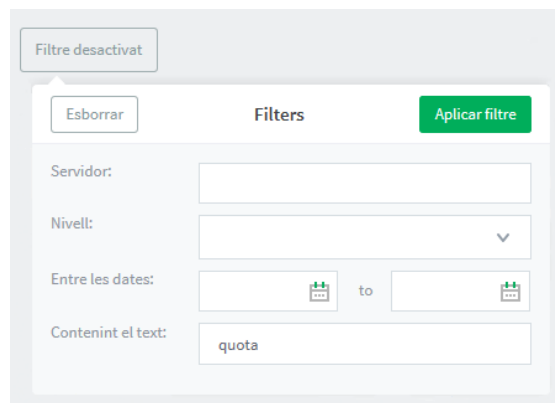 Filtre desactivat
Esborrar Filters Aplicar filtre
Servidor:
Nivell:
Entre les dates: to
Contenint el text: quota